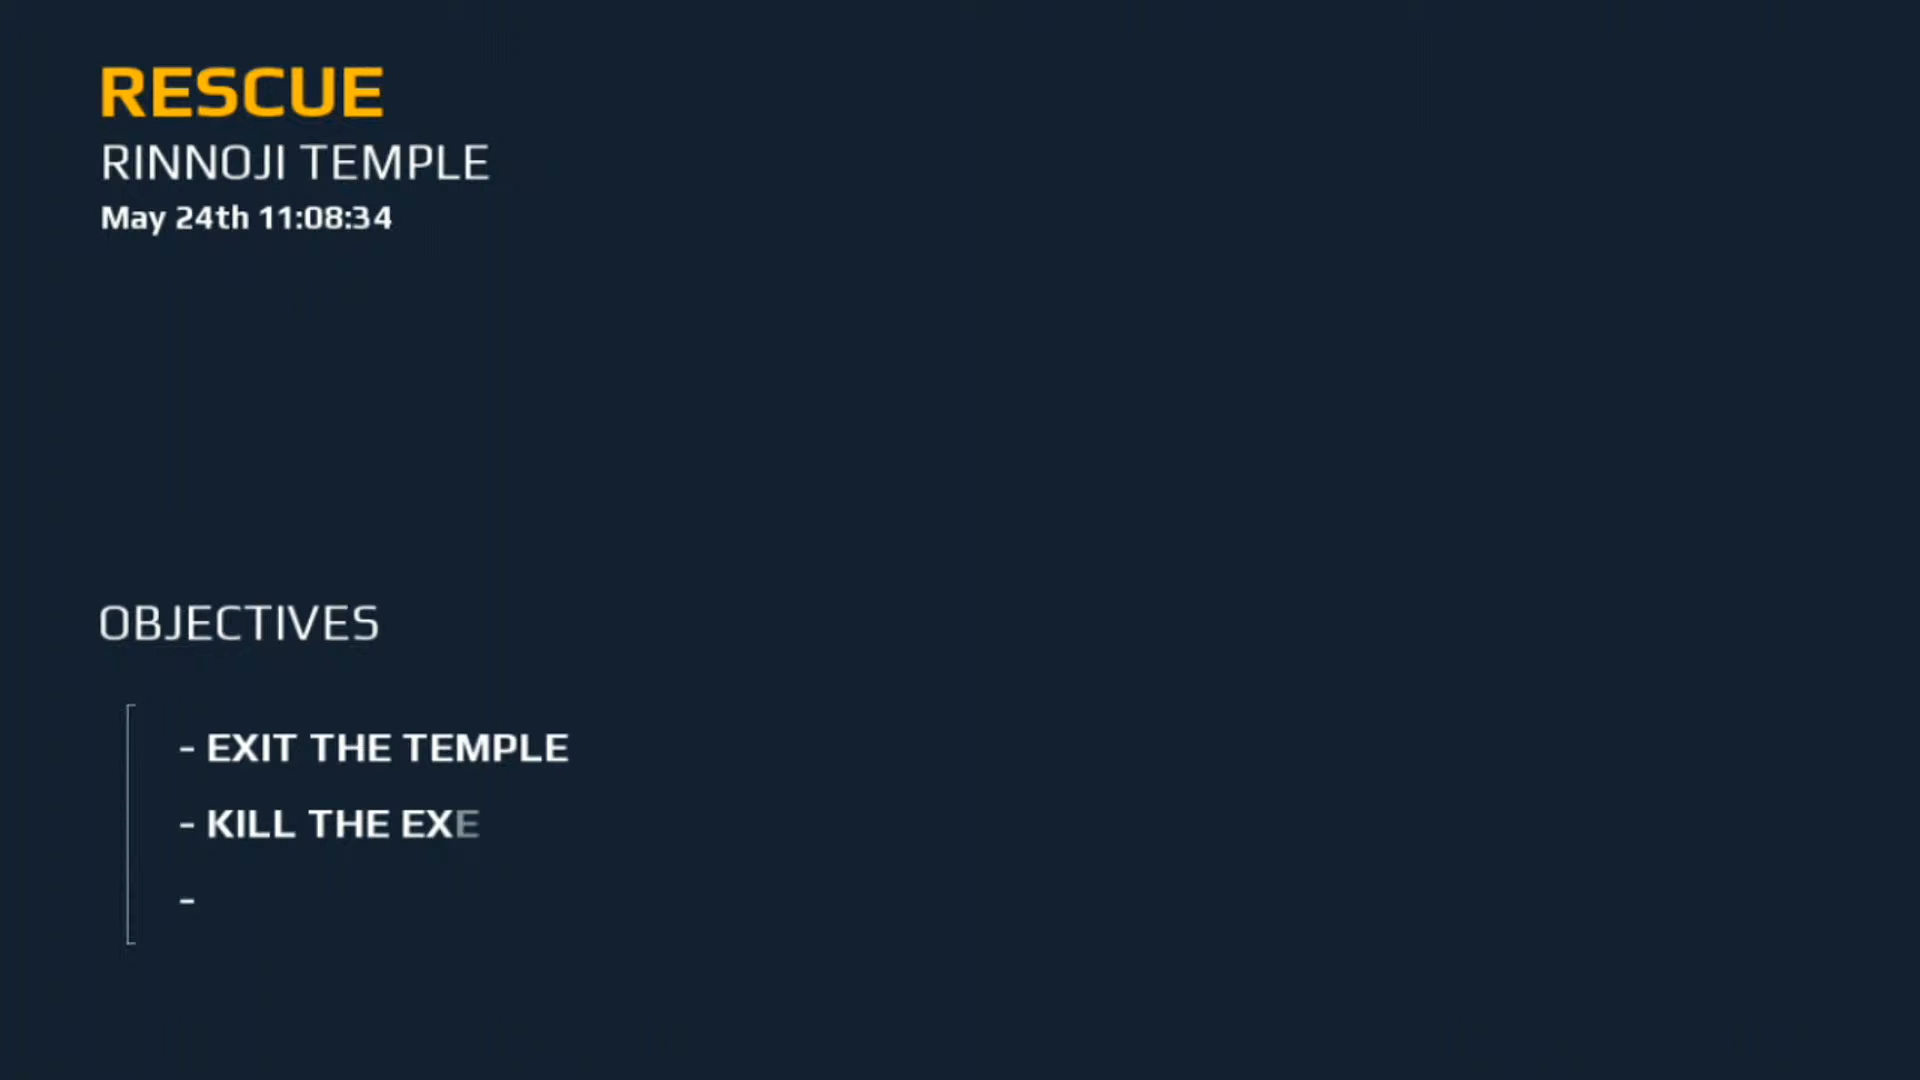 RESCUE
RINNOJI TEMPLE
May 24th 11:08:34
OBJECTIVES
- EXIT THE TEMPLE
- KILL THE EXE
-